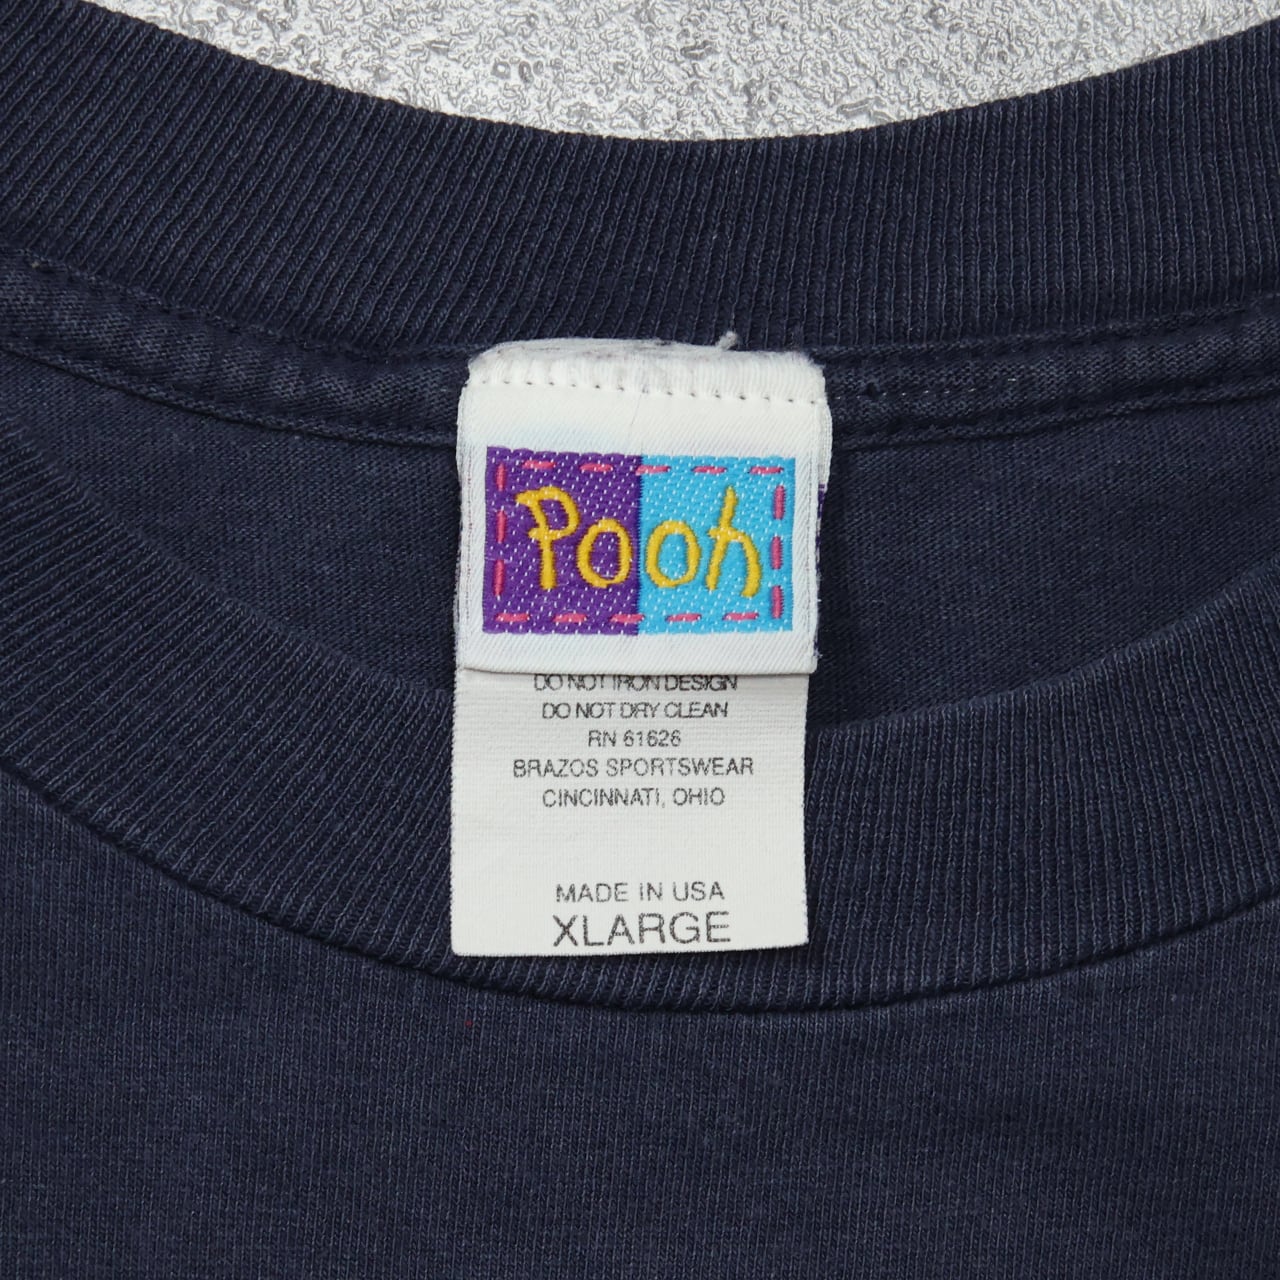 Pooh
DO NOT IRON DESIGN
DO NOT DRY CLEAN
RN 61626
BRAZOS SPORTSWEAR
CINCINNATI, OHIO
MADE IN USA
XLARGE